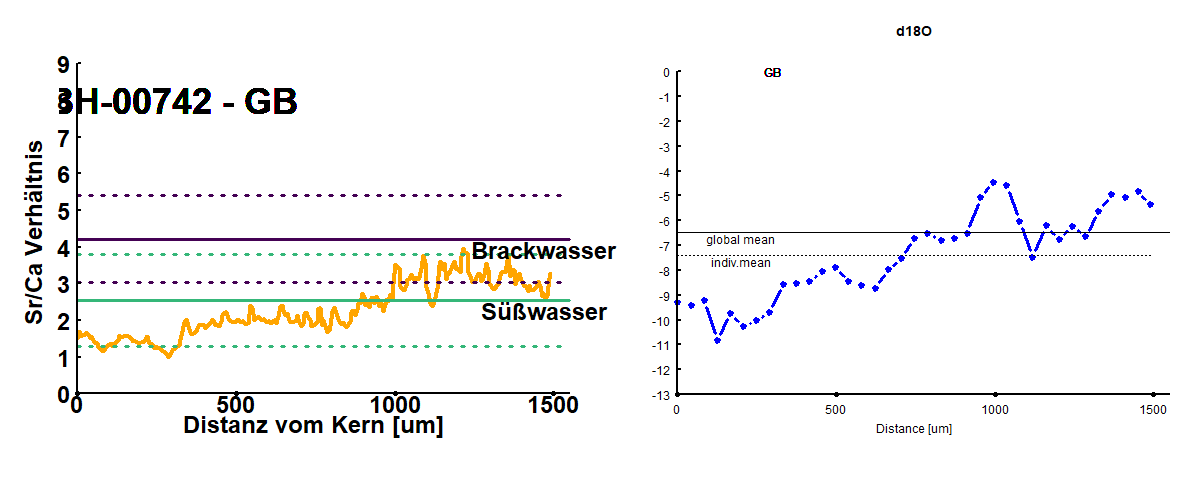 d18O
9
8
7
6
5
4
3
2
1
0
H-00742 - GB
Sr/Ca Verhältnis
Brackwasser
Süßwasser
0 500 1000 1500
Distanz vom Kern [um]
GB
0
-1
-2
-3
-4
-5
-6
-7
-8
-9
-10
-11
-12
-13
global mean
indiv.mean
0 500 1000 1500
Distance [um]